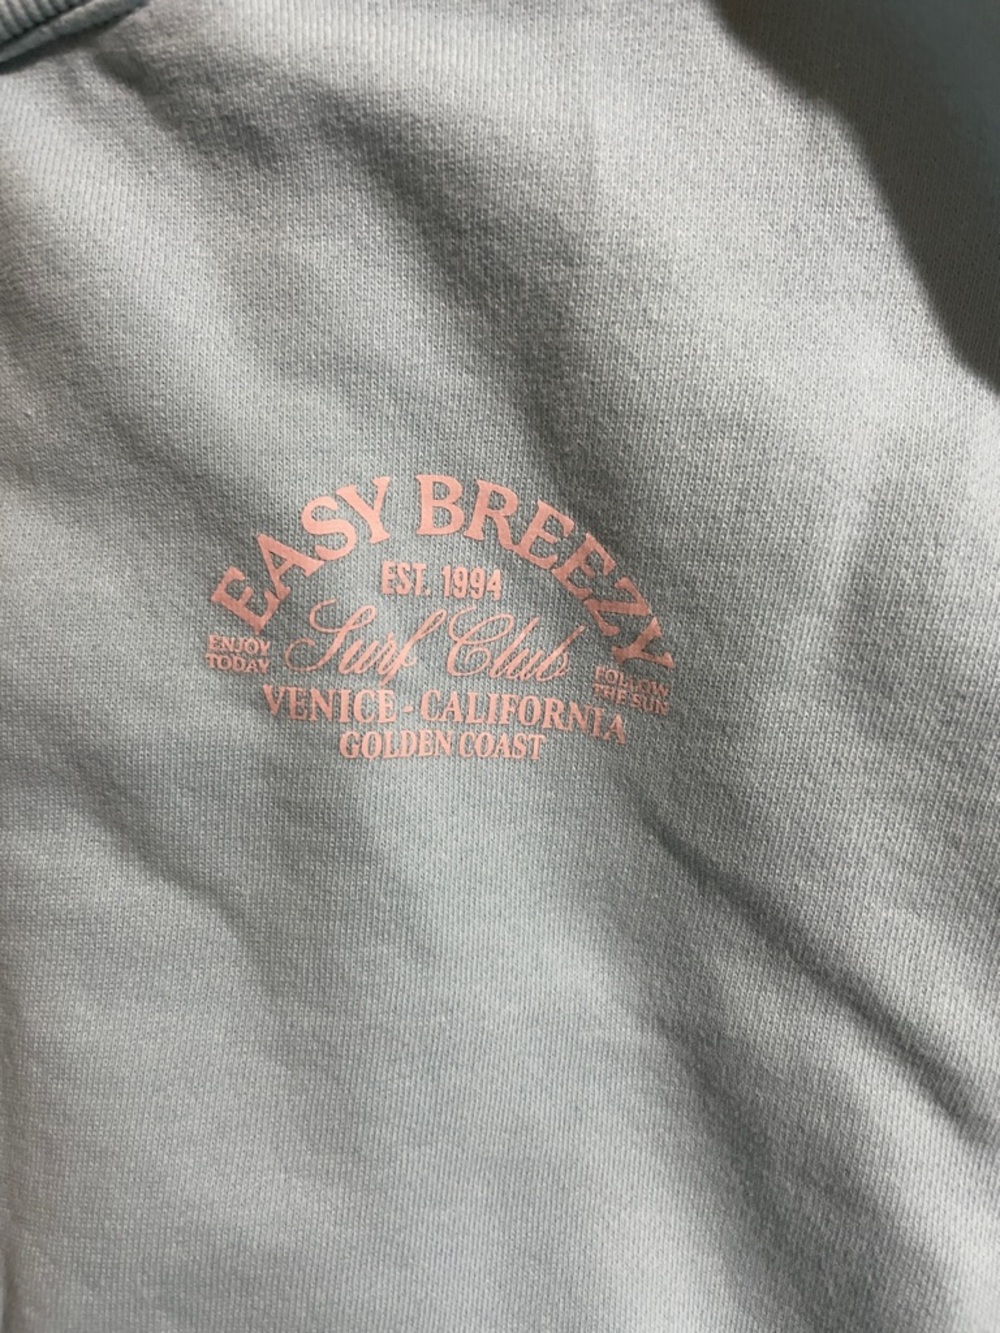 EASY BREEZY
EST. 1994
Surf Club
ENJOY
TODAY
FOLLOW
THE SUN
VENICE - CALIFORNIA
GOLDEN COAST